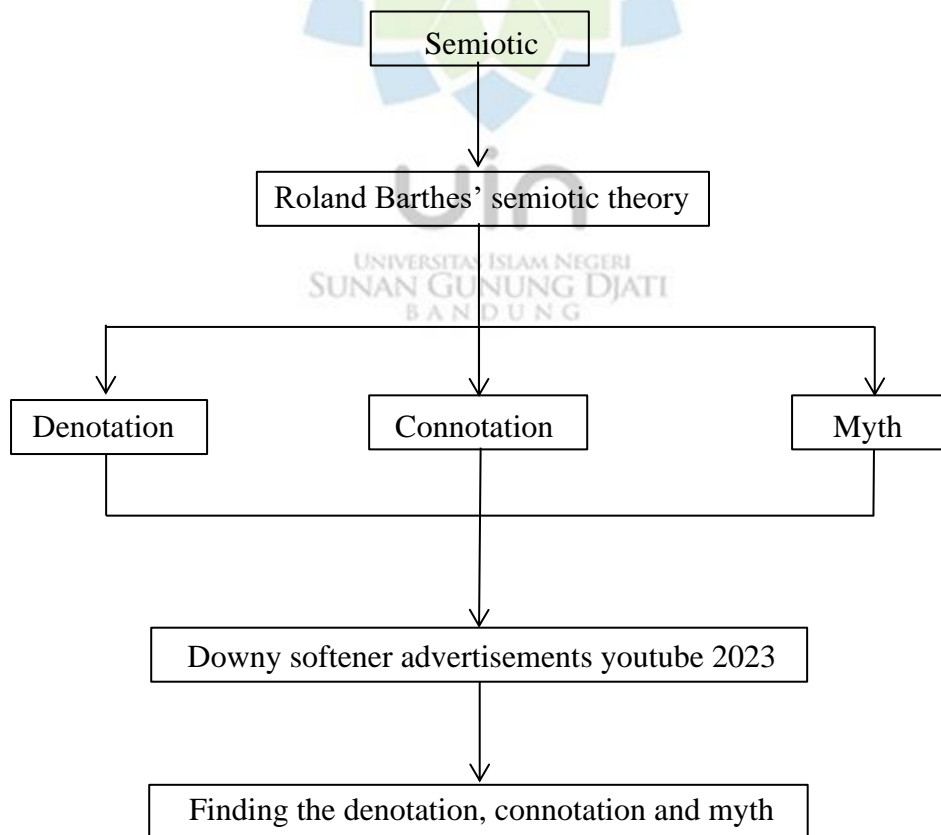 Semiotic
uin
Roland Barthes’ semiotic theory
UNIVERSITAS ISLAM NEGERI
SUNAN GUNUNG DJATI
BANDUNG
Denotation
Connotation
Myth
Downy softener advertisements youtube 2023
Finding the denotation, connotation and myth